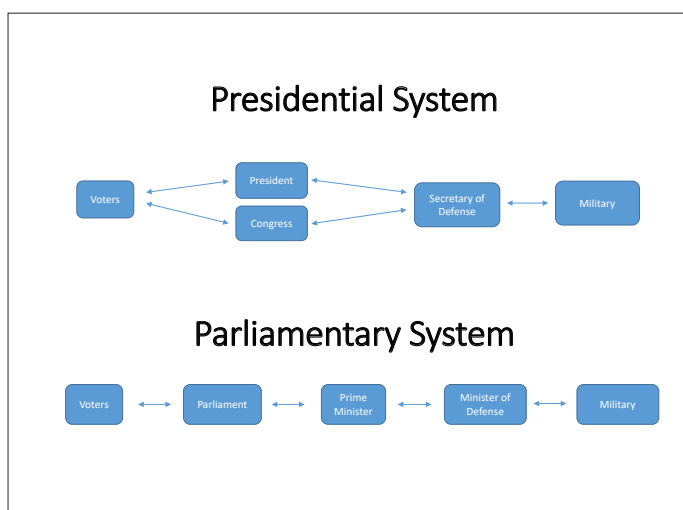 Presidential System
President
Voters
Secretary of
Defense
Military
Congress
Parliamentary System
Voters
Parliament
Prime
Minister
Minister of
Defense
Military